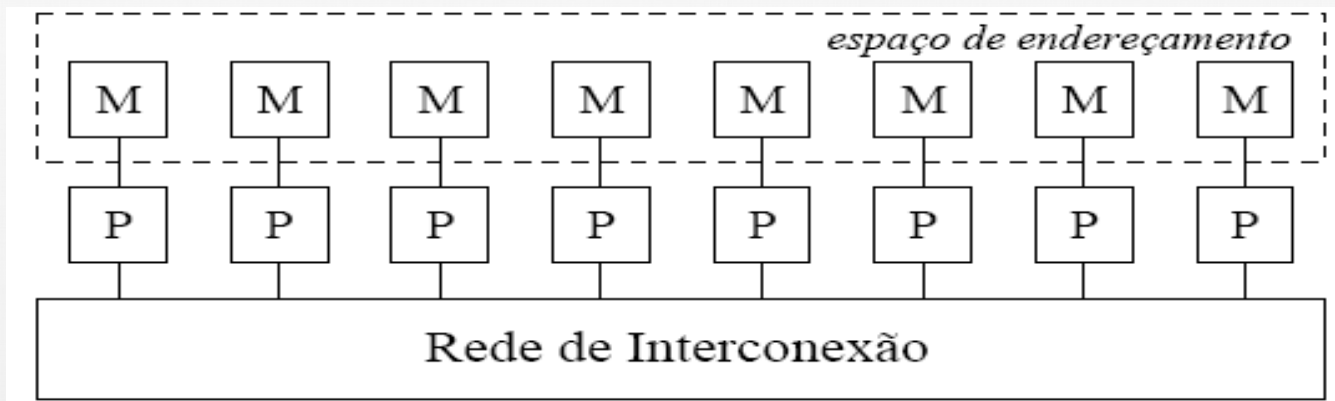 espaço de endereçamento
M M M M M M M M
P P P P P P P P
Rede de Interconexão